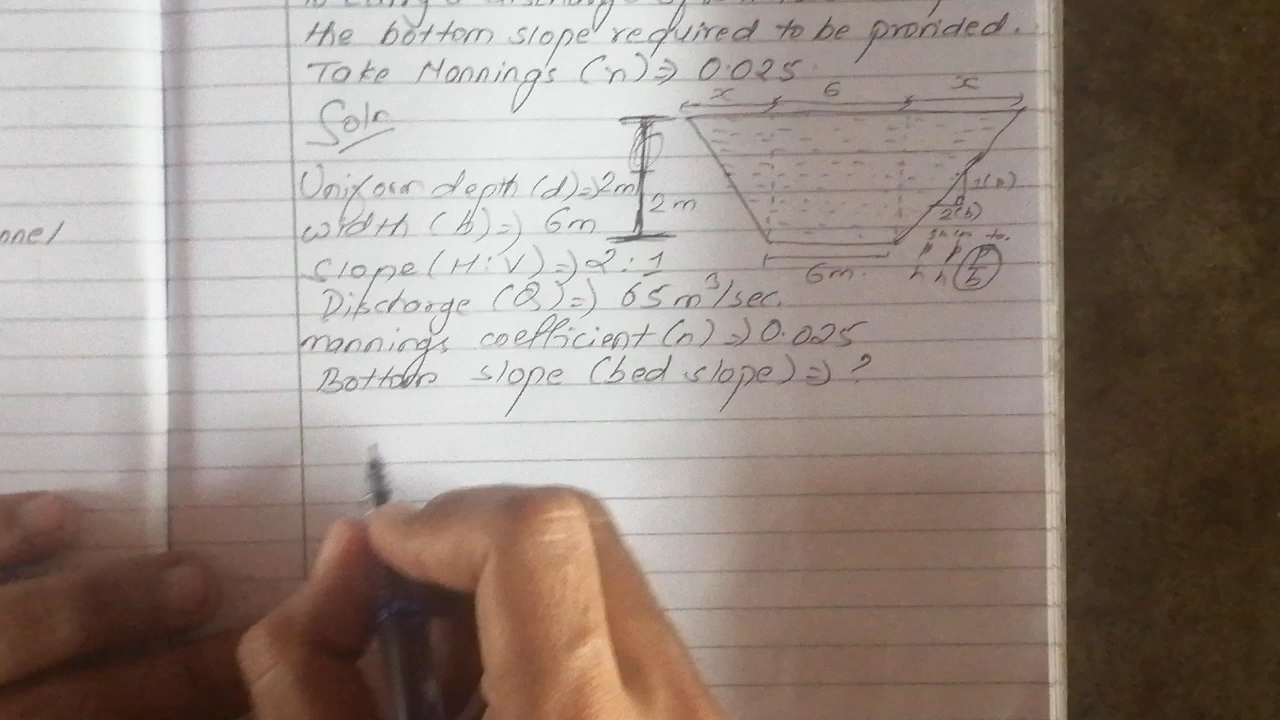 the bottom slope required to be provided.
Take Mannings (n) => 0.025
Soln
x 6 x
Uniform depth (d) => 2m
2m
1(p)
2(b)
width (b) => 6m
nnel
6m
p p p
h h b
Slope (H:V) => 2:1
Discharge (Q) => 65 m³/sec.
mannings coefficient (n) => 0.025
Bottom slope (bed slope) => ?